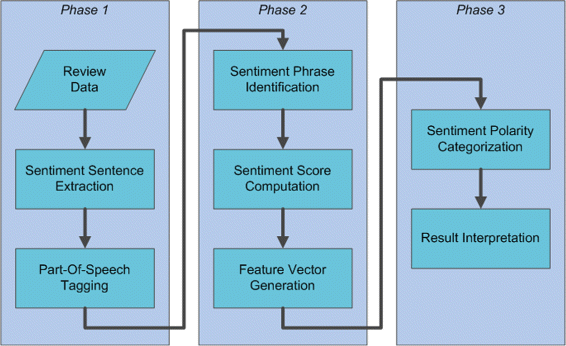 Phase 1
Review
Data
Sentiment Sentence
Extraction
Part-Of-Speech
Tagging
Phase 2
Sentiment Phrase
Identification
Sentiment Score
Computation
Feature Vector
Generation
Phase 3
Sentiment Polarity
Categorization
Result Interpretation